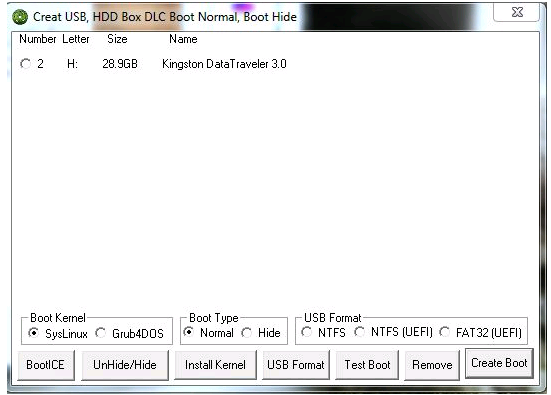 Creat USB, HDD Box DLC Boot Normal, Boot Hide
Number Letter Size Name
2 H: 28.9GB Kingston DataTraveler 3.0
Boot Kernel Boot Type USB Format
SysLinux Grub4DOS Normal Hide NTFS NTFS (UEFI) FAT32 (UEFI)
BootICE UnHide/Hide Install Kernel USB Format Test Boot Remove Create Boot